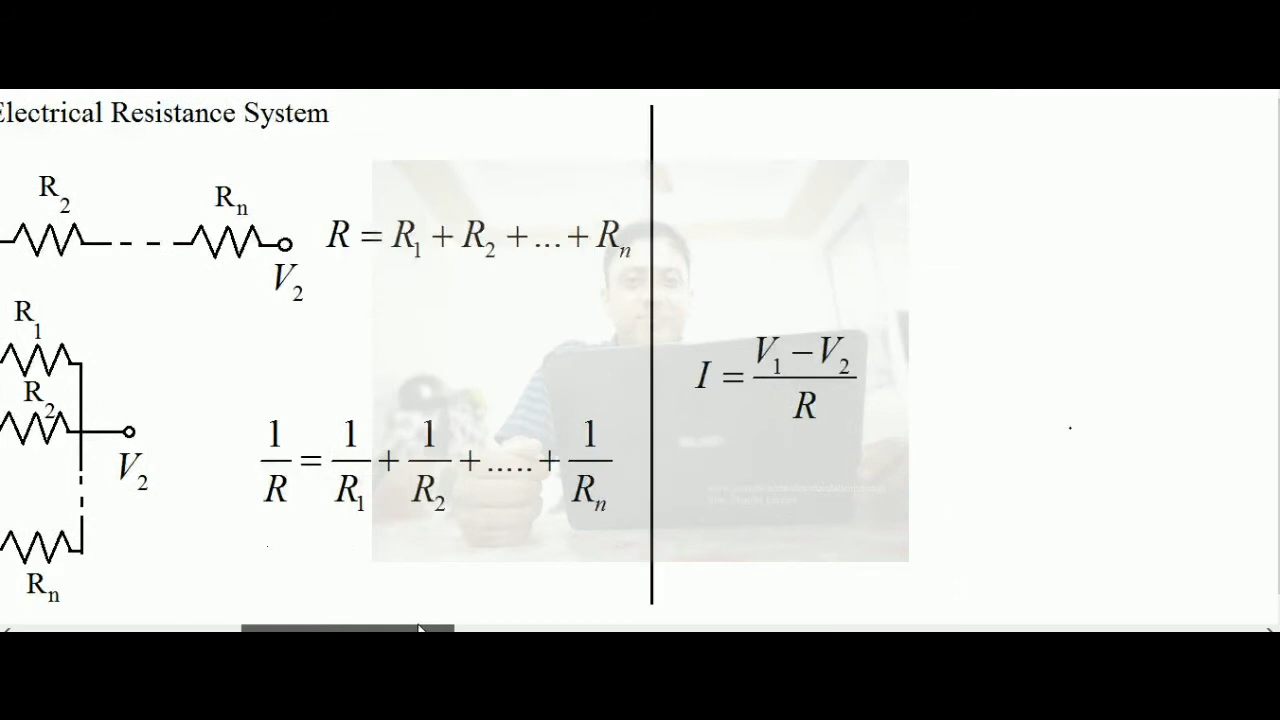 Electrical Resistance System
R2 Rn
V2
R = R1 + R2 + ... + Rn
R1
R2
V2
Rn
1/R = 1/R1 + 1/R2 + ..... + 1/Rn
I = V1 − V2 / R